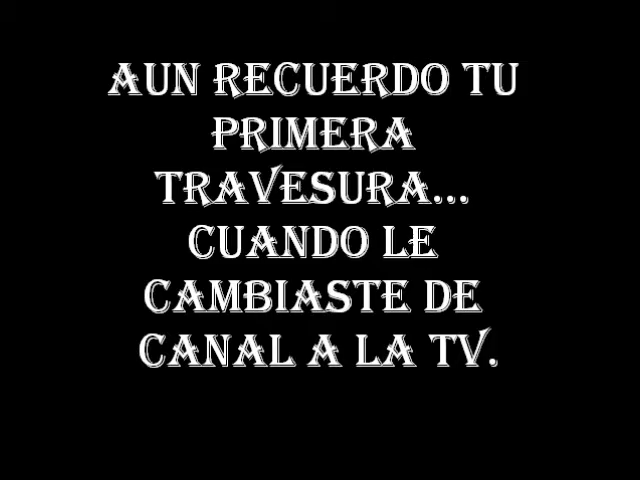 AUN RECUERDO TU
PRIMERA
TRAVESURA...
CUANDO LE
CAMBIASTE DE
CANAL A LA TV.